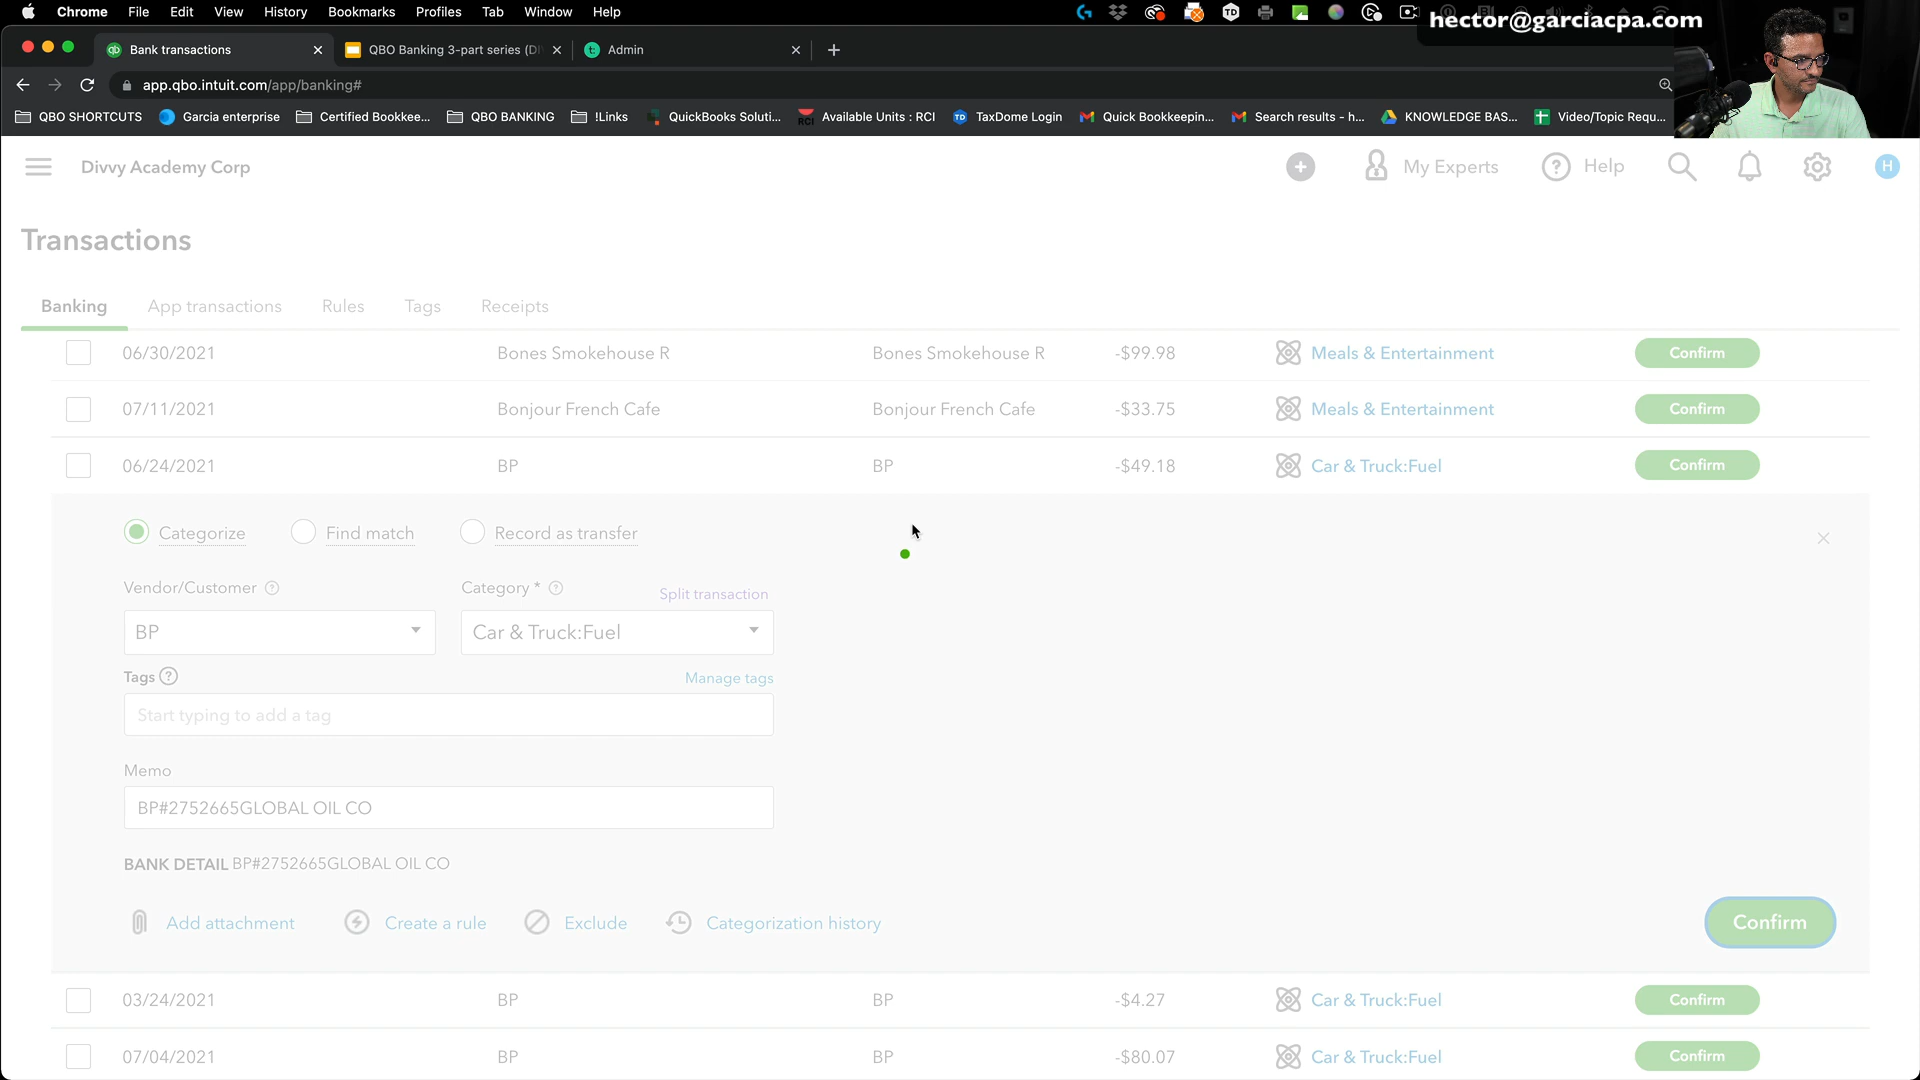 Chrome File Edit View History Bookmarks Profiles Tab Window Help
hector@garciacpa.com
Bank transactions
QBO Banking 3-part series (DI
Admin
app.qbo.intuit.com/app/banking#
QBO SHORTCUTS Garcia enterprise Certified Bookkee... QBO BANKING !Links QuickBooks Soluti... Available Units : RCI TaxDome Login Quick Bookkeepin... Search results - h... KNOWLEDGE BAS... Video/Topic Requ...
Divvy Academy Corp My Experts Help H
Transactions
Banking App transactions Rules Tags Receipts
06/30/2021 Bones Smokehouse R Bones Smokehouse R -$99.98 Meals & Entertainment Confirm
07/11/2021 Bonjour French Cafe Bonjour French Cafe -$33.75 Meals & Entertainment Confirm
06/24/2021 BP BP -$49.18 Car & Truck:Fuel Confirm
Categorize Find match Record as transfer
Vendor/Customer Category * Split transaction
BP Car & Truck:Fuel
Tags Manage tags
Start typing to add a tag
Memo
BP#2752665GLOBAL OIL CO
BANK DETAIL BP#2752665GLOBAL OIL CO
Add attachment Create a rule Exclude Categorization history Confirm
03/24/2021 BP BP -$4.27 Car & Truck:Fuel Confirm
07/04/2021 BP BP -$80.07 Car & Truck:Fuel Confirm